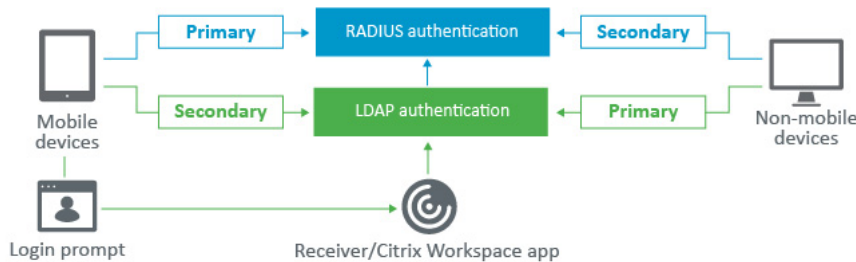 Primary
RADIUS authentication
Secondary
Secondary
LDAP authentication
Primary
Mobile
devices
Non-mobile
devices
Login prompt
Receiver/Citrix Workspace app